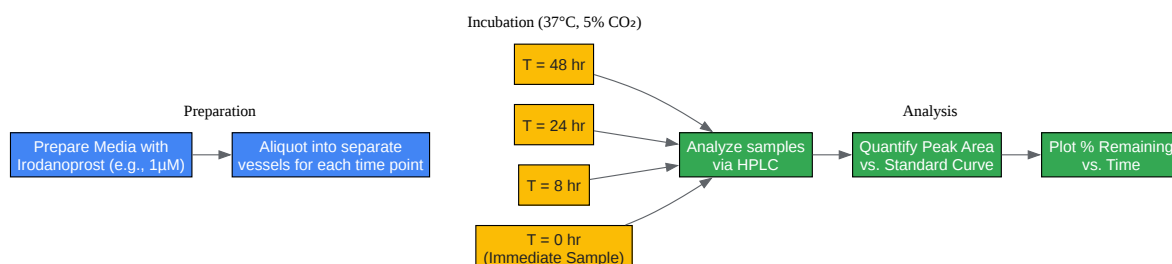 Preparation
Prepare Media with
Irodanoprost (e.g., 1µM)
Aliquot into separate
vessels for each time point
Incubation (37°C, 5% CO₂)
T = 48 hr
T = 24 hr
T = 8 hr
T = 0 hr
(Immediate Sample)
Analysis
Analyze samples
via HPLC
Quantify Peak Area
vs. Standard Curve
Plot % Remaining
vs. Time